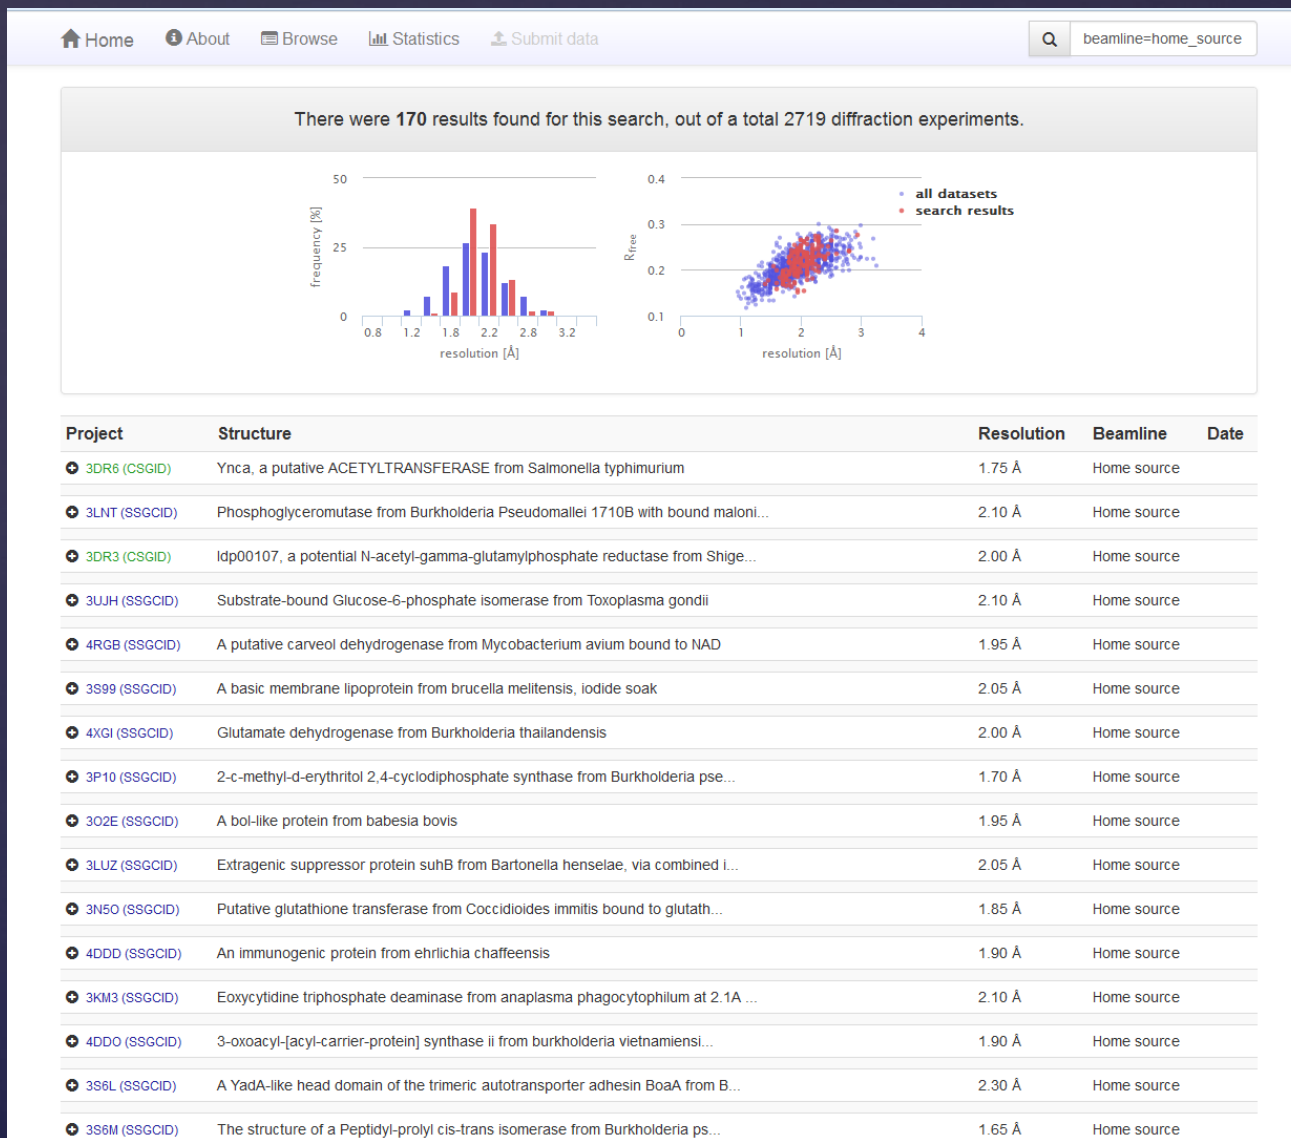 Home About Browse Statistics Submit data beamline=home_source
There were 170 results found for this search, out of a total 2719 diffraction experiments.
50
25
0
frequency [%]
0.8 1.2 1.8 2.2 2.8 3.2
resolution [Å]
0.4
0.3
0.2
0.1
Rfree
0 1 2 3 4
resolution [Å]
all datasets
search results
Project Structure Resolution Beamline Date
3DR6 (CSGID) Ynca, a putative ACETYLTRANSFERASE from Salmonella typhimurium 1.75 Å Home source
3LNT (SSGCID) Phosphoglyceromutase from Burkholderia Pseudomallei 1710B with bound maloni... 2.10 Å Home source
3DR3 (CSGID) Idp00107, a potential N-acetyl-gamma-glutamylphosphate reductase from Shige... 2.00 Å Home source
3UJH (SSGCID) Substrate-bound Glucose-6-phosphate isomerase from Toxoplasma gondii 2.10 Å Home source
4RGB (SSGCID) A putative carveol dehydrogenase from Mycobacterium avium bound to NAD 1.95 Å Home source
3S99 (SSGCID) A basic membrane lipoprotein from brucella melitensis, iodide soak 2.05 Å Home source
4XGI (SSGCID) Glutamate dehydrogenase from Burkholderia thailandensis 2.00 Å Home source
3P10 (SSGCID) 2-c-methyl-d-erythritol 2,4-cyclodiphosphate synthase from Burkholderia pse... 1.70 Å Home source
3O2E (SSGCID) A bol-like protein from babesia bovis 1.95 Å Home source
3LUZ (SSGCID) Extragenic suppressor protein suhB from Bartonella henselae, via combined i... 2.05 Å Home source
3N5O (SSGCID) Putative glutathione transferase from Coccidioides immitis bound to glutath... 1.85 Å Home source
4DDD (SSGCID) An immunogenic protein from ehrlichia chaffeensis 1.90 Å Home source
3KM3 (SSGCID) Eoxycytidine triphosphate deaminase from anaplasma phagocytophilum at 2.1A ... 2.10 Å Home source
4DDO (SSGCID) 3-oxoacyl-[acyl-carrier-protein] synthase ii from burkholderia vietnamiensi... 1.90 Å Home source
3S6L (SSGCID) A YadA-like head domain of the trimeric autotransporter adhesin BoaA from B... 2.30 Å Home source
3S6M (SSGCID) The structure of a Peptidyl-prolyl cis-trans isomerase from Burkholderia ps... 1.65 Å Home source